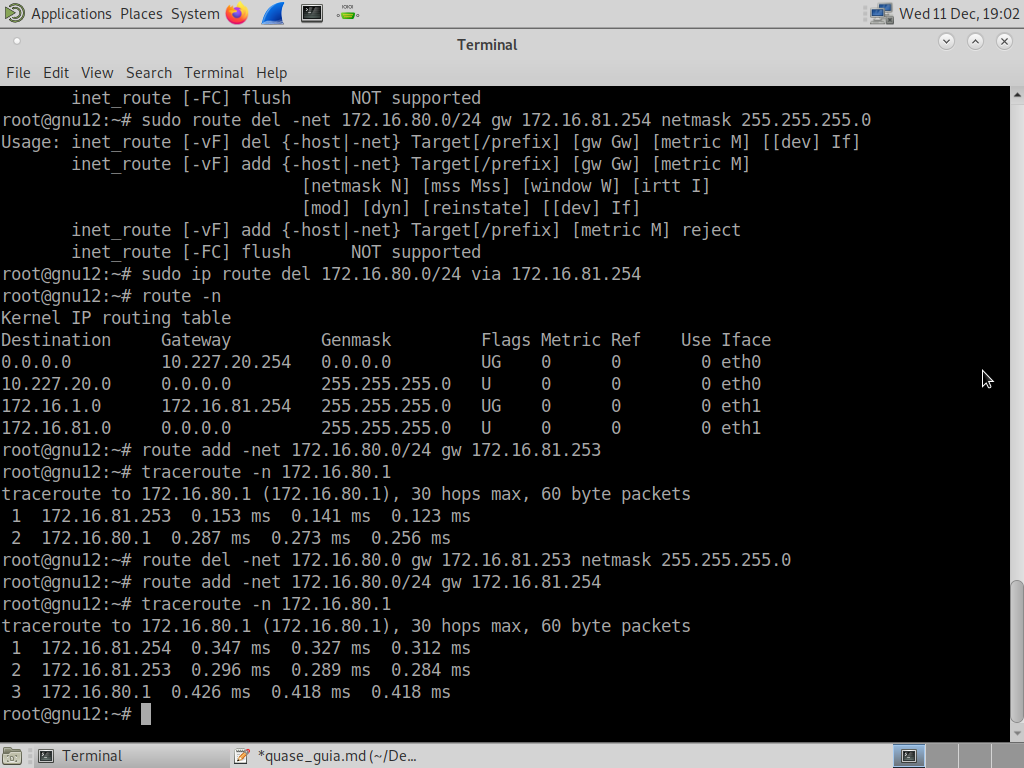 Applications Places System Wed 11 Dec, 19:02
Terminal
File Edit View Search Terminal Help
       inet_route [-FC] flush      NOT supported
root@gnu12:~# sudo route del -net 172.16.80.0/24 gw 172.16.81.254 netmask 255.255.255.0
Usage: inet_route [-vF] del {-host|-net} Target[/prefix] [gw Gw] [metric M] [[dev] If]
       inet_route [-vF] add {-host|-net} Target[/prefix] [gw Gw] [metric M]
                              [netmask N] [mss Mss] [window W] [irtt I]
                              [mod] [dyn] [reinstate] [[dev] If]
       inet_route [-vF] add {-host|-net} Target[/prefix] [metric M] reject
       inet_route [-FC] flush      NOT supported
root@gnu12:~# sudo ip route del 172.16.80.0/24 via 172.16.81.254
root@gnu12:~# route -n
Kernel IP routing table
Destination     Gateway         Genmask         Flags Metric Ref    Use Iface
0.0.0.0         10.227.20.254   0.0.0.0         UG    0      0        0 eth0
10.227.20.0     0.0.0.0         255.255.255.0   U     0      0        0 eth0
172.16.1.0      172.16.81.254   255.255.255.0   UG    0      0        0 eth1
172.16.81.0     0.0.0.0         255.255.255.0   U     0      0        0 eth1
root@gnu12:~# route add -net 172.16.80.0/24 gw 172.16.81.253
root@gnu12:~# traceroute -n 172.16.80.1
traceroute to 172.16.80.1 (172.16.80.1), 30 hops max, 60 byte packets
 1  172.16.81.253  0.153 ms  0.141 ms  0.123 ms
 2  172.16.80.1  0.287 ms  0.273 ms  0.256 ms
root@gnu12:~# route del -net 172.16.80.0 gw 172.16.81.253 netmask 255.255.255.0
root@gnu12:~# route add -net 172.16.80.0/24 gw 172.16.81.254
root@gnu12:~# traceroute -n 172.16.80.1
traceroute to 172.16.80.1 (172.16.80.1), 30 hops max, 60 byte packets
 1  172.16.81.254  0.347 ms  0.327 ms  0.312 ms
 2  172.16.81.253  0.296 ms  0.289 ms  0.284 ms
 3  172.16.80.1  0.426 ms  0.418 ms  0.418 ms
root@gnu12:~#
Terminal *quase_guia.md (~/De...